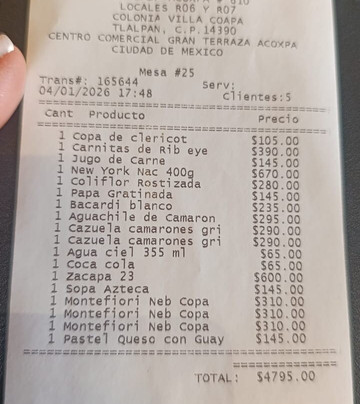 LOCALES R06 Y R07
COLONIA VILLA COAPA
TLALPAN, C.P.14390
CENTRO COMERCIAL GRAN TERRAZA ACOXPA
CIUDAD DE MEXICO
Mesa #25
Trans#: 165644 Serv:
04/01/2026 17:48 Clientes:5
Cant Producto Precio
1 Copa de clericot $105.00
1 Carnitas de Rib eye $390.00
1 Jugo de Carne $145.00
1 New York Nac 400g $670.00
1 Coliflor Rostizada $280.00
1 Papa Gratinada $145.00
1 Bacardi blanco $235.00
1 Aguachile de Camaron $295.00
1 Cazuela camarones gri $290.00
1 Cazuela camarones gri $290.00
1 Agua ciel 355 ml $65.00
1 Coca cola $65.00
1 Zacapa 23 $600.00
1 Sopa Azteca $145.00
1 Montefiori Neb Copa $310.00
1 Montefiori Neb Copa $310.00
1 Montefiori Neb Copa $310.00
1 Pastel Queso con Guay $145.00
TOTAL: $4795.00